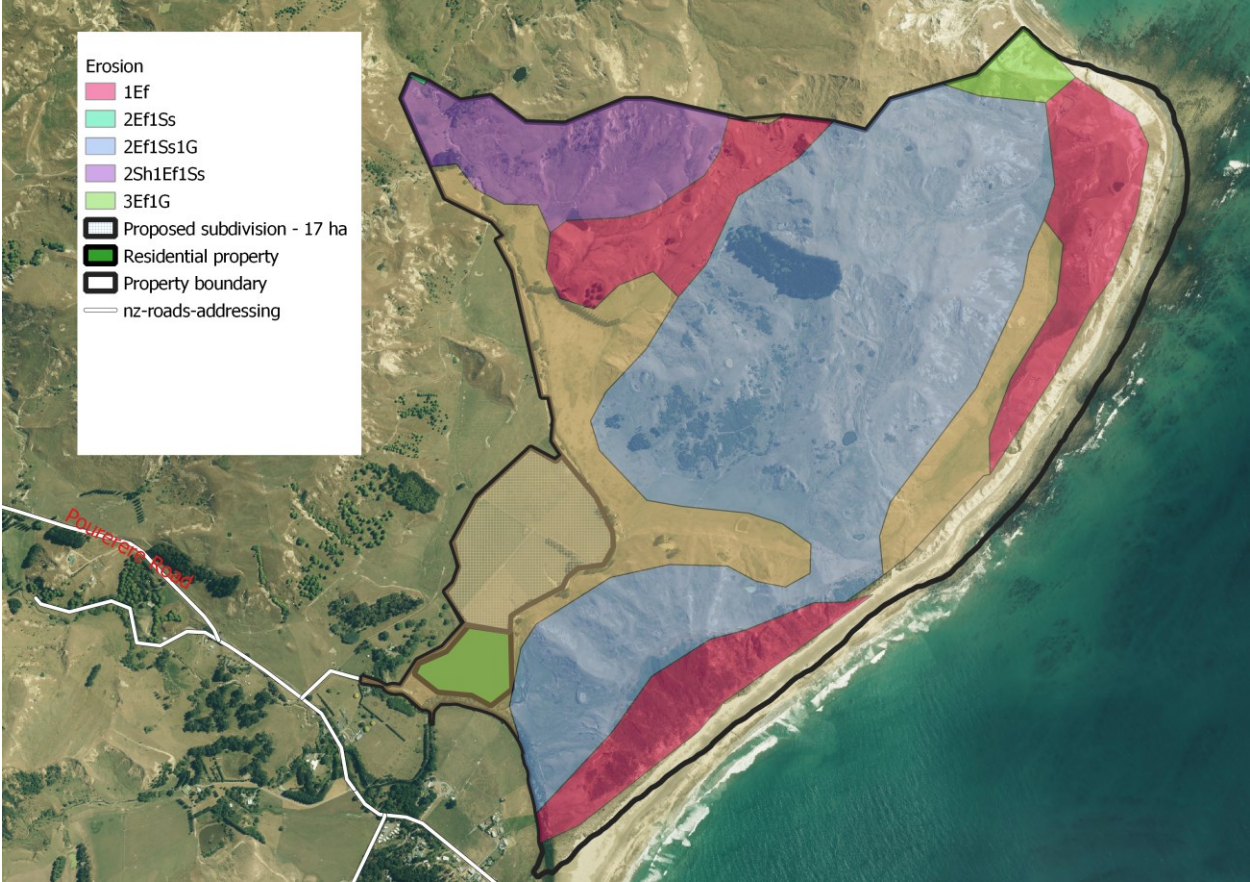 Erosion
1Ef
2Ef1Ss
2Ef1Ss1G
2Sh1Ef1Ss
3Ef1G
Proposed subdivision - 17 ha
Residential property
Property boundary
nz-roads-addressing
Pourerere Road